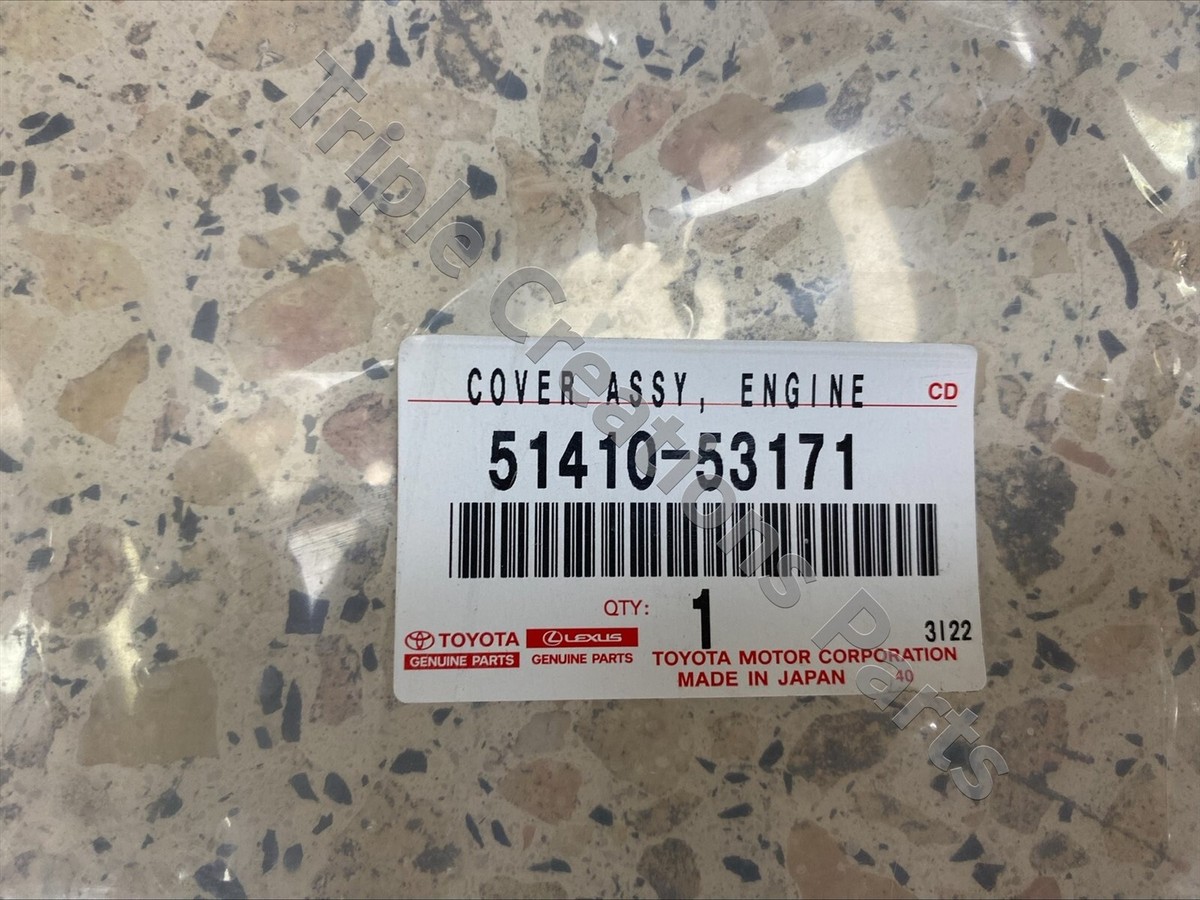 Triple Creations Parts
COVER ASSY, ENGINE CD
51410-53171
QTY: 1
3I22
TOYOTA LEXUS
GENUINE PARTS GENUINE PARTS
TOYOTA MOTOR CORPORATION
MADE IN JAPAN 40